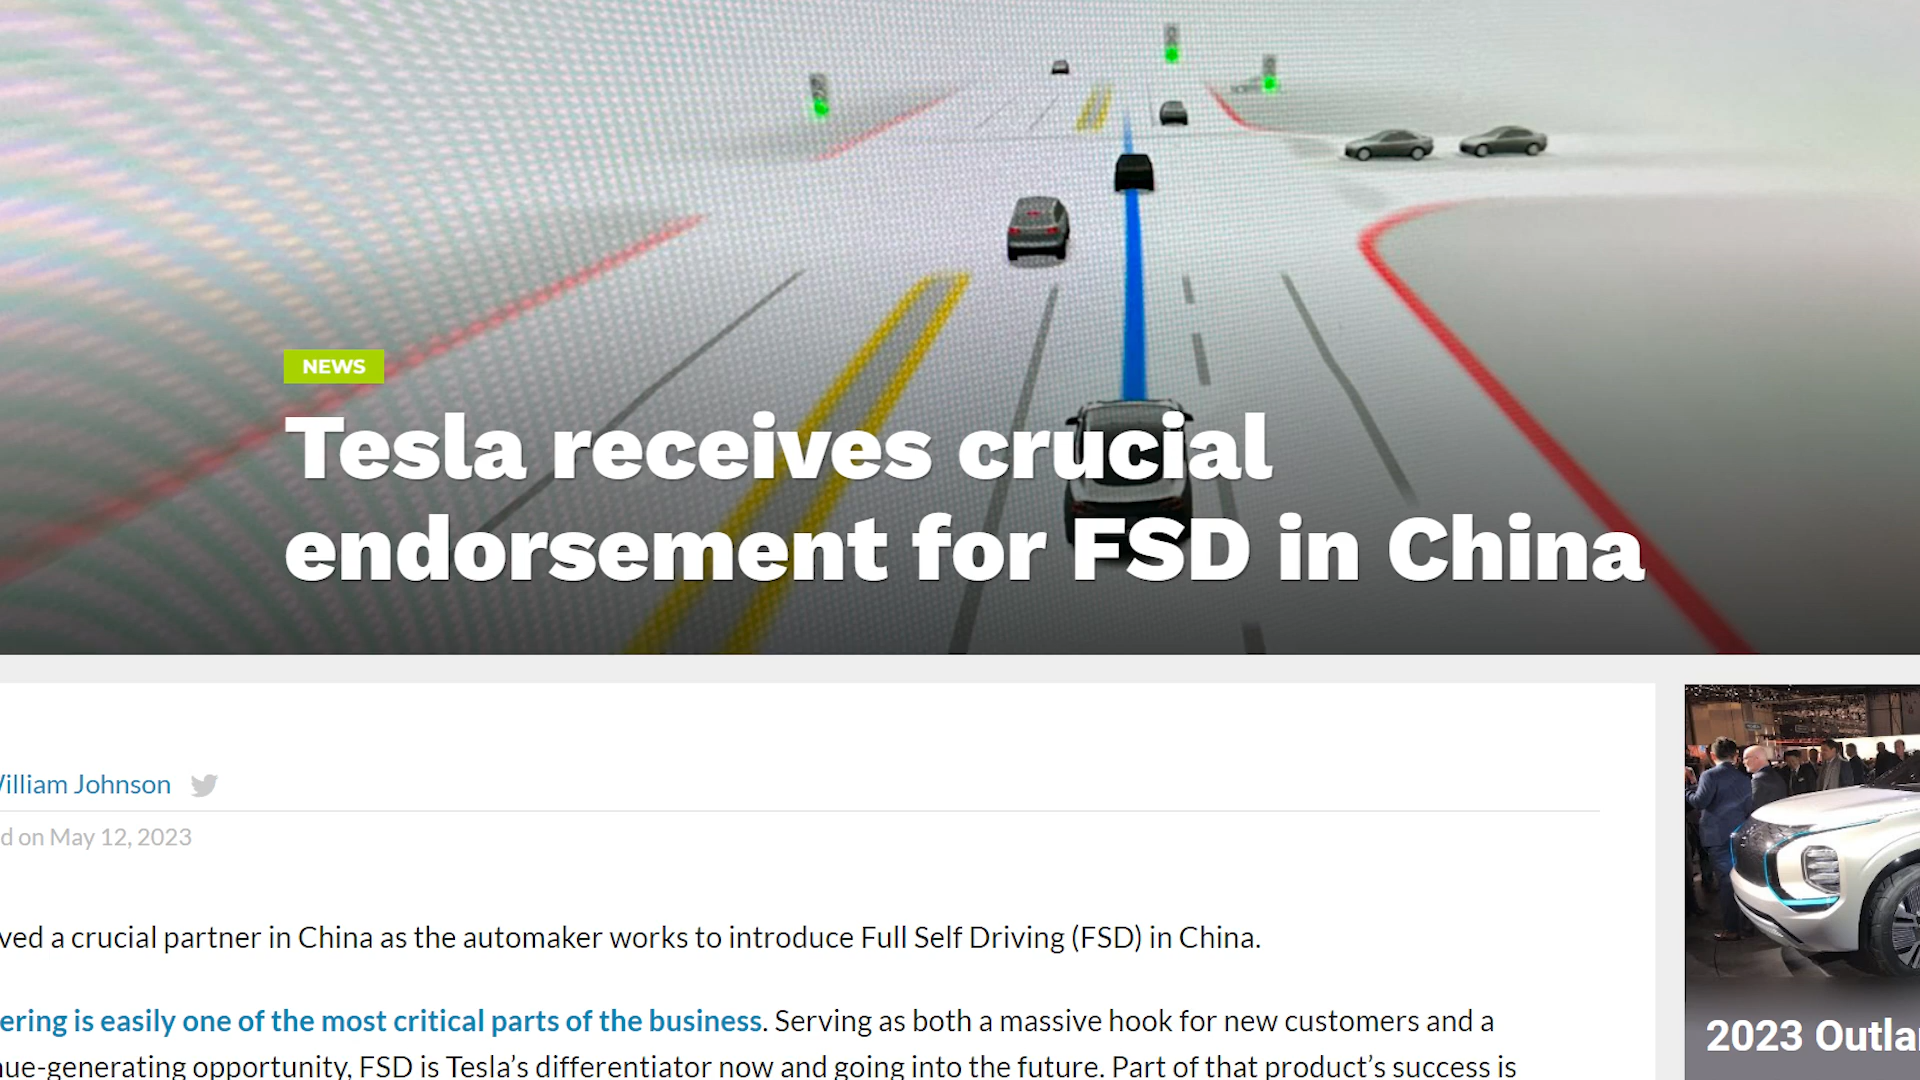 NEWS
Tesla receives crucial
endorsement for FSD in China
illiam Johnson
d on May 12, 2023
ved a crucial partner in China as the automaker works to introduce Full Self Driving (FSD) in China.
ering is easily one of the most critical parts of the business. Serving as both a massive hook for new customers and a
nue-generating opportunity, FSD is Tesla’s differentiator now and going into the future. Part of that product’s success is
2023 Outla